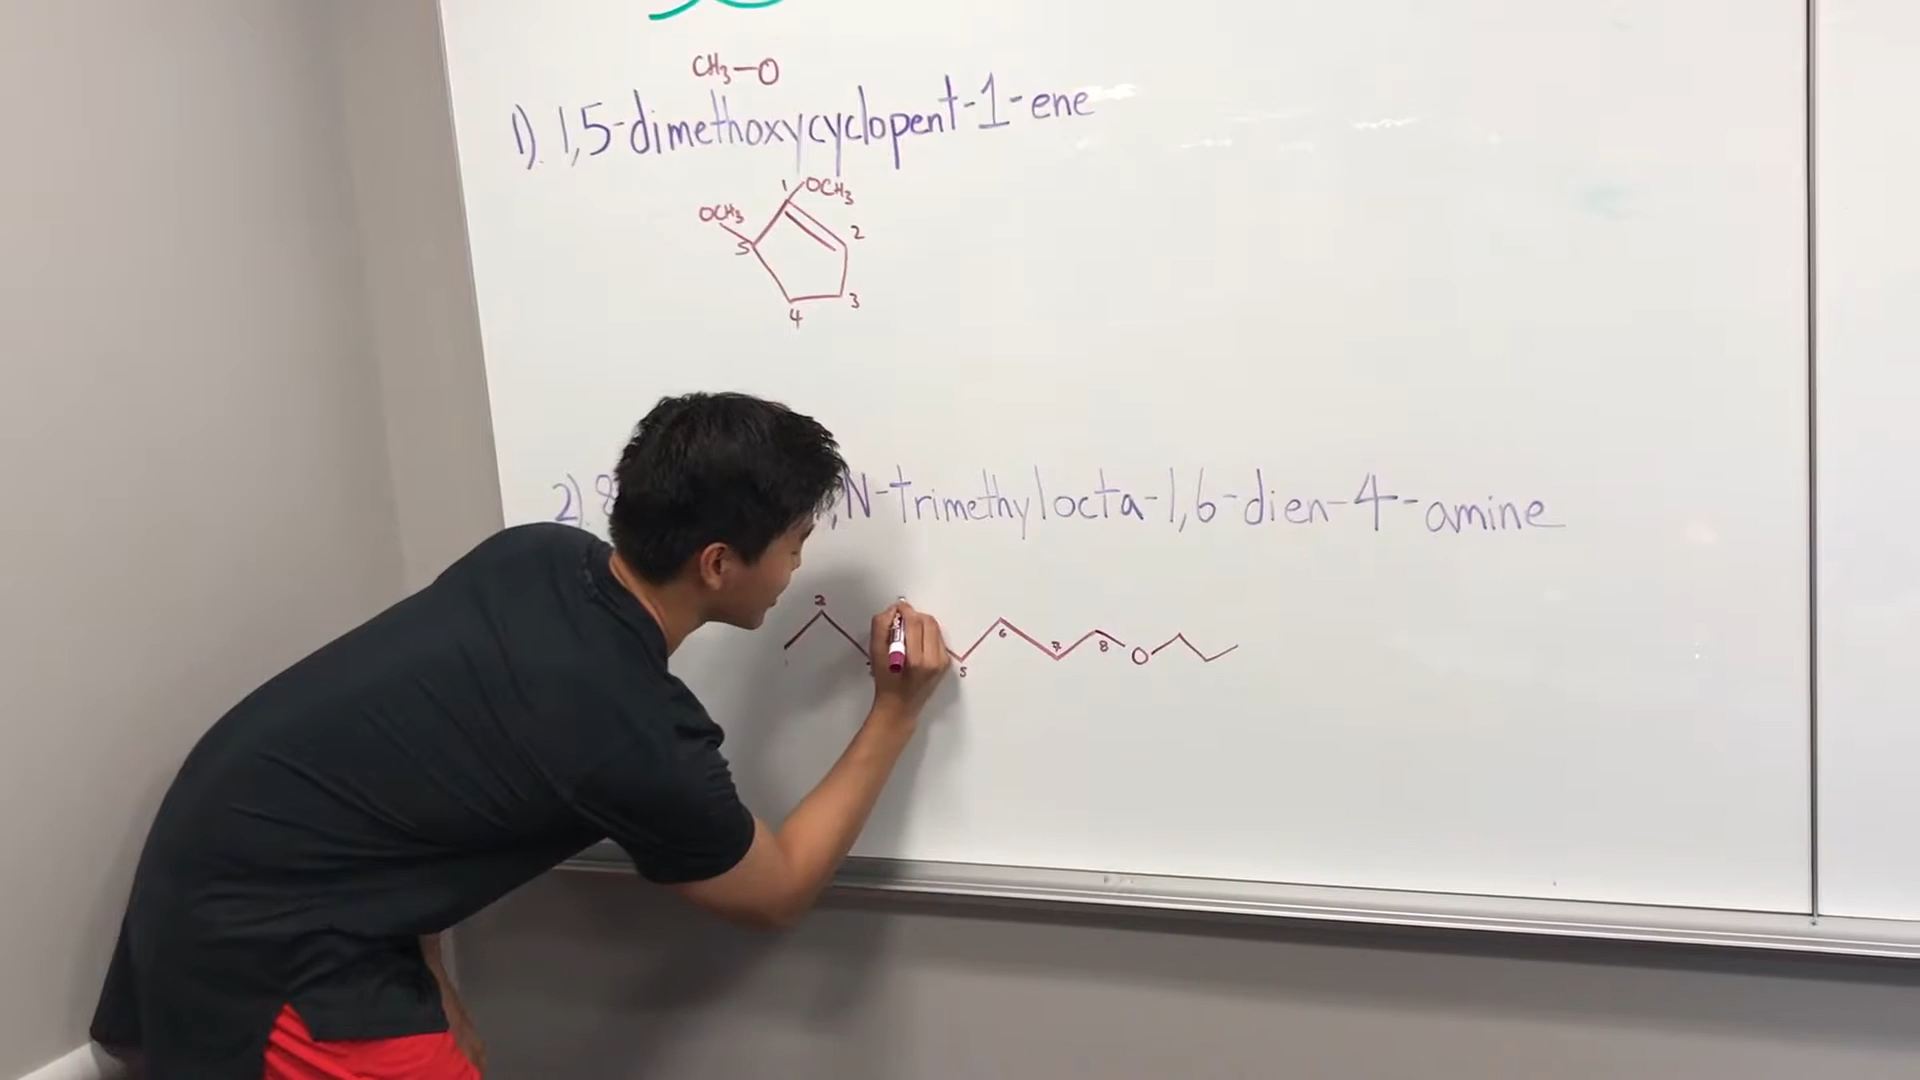 CH3-O
1). 1,5-dimethoxycyclopent-1-ene
1 OCH3
OCH3
5
2
4
3
2). 8 ,N-trimethylocta-1,6-dien-4-amine
2
6
1
5
7
8
O